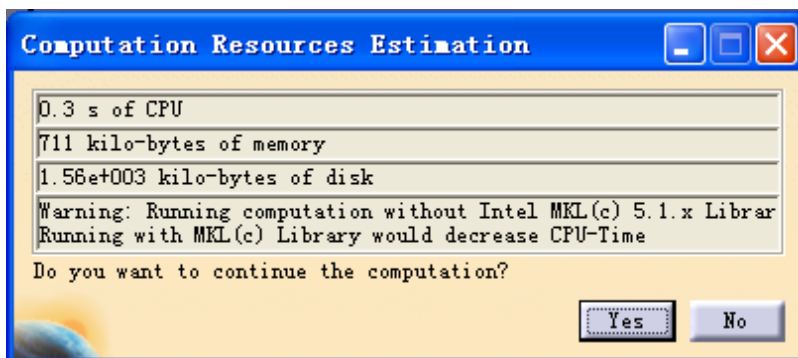 Computation Resources Estimation
0.3 s of CPU
711 kilo-bytes of memory
1.56e+003 kilo-bytes of disk
Warning: Running computation without Intel MKL(c) 5.1.x Librar
Running with MKL(c) Library would decrease CPU-Time
Do you want to continue the computation?
Yes No